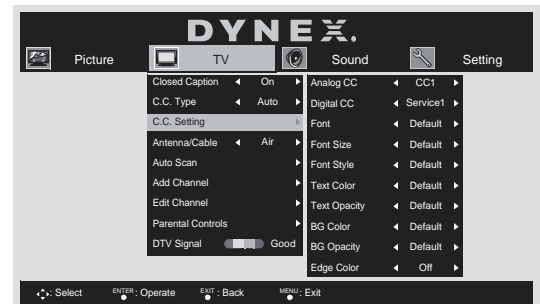 DYNEX.
Picture TV Sound Setting
Closed Caption On
C.C. Type Auto
C.C. Setting
Antenna/Cable Air
Auto Scan
Add Channel
Edit Channel
Parental Controls
DTV Signal Good
Analog CC CC1
Digital CC Service1
Font Default
Font Size Default
Font Style Default
Text Color Default
Text Opacity Default
BG Color Default
BG Opacity Default
Edge Color Off
: Select ENTER : Operate EXIT : Back MENU : Exit